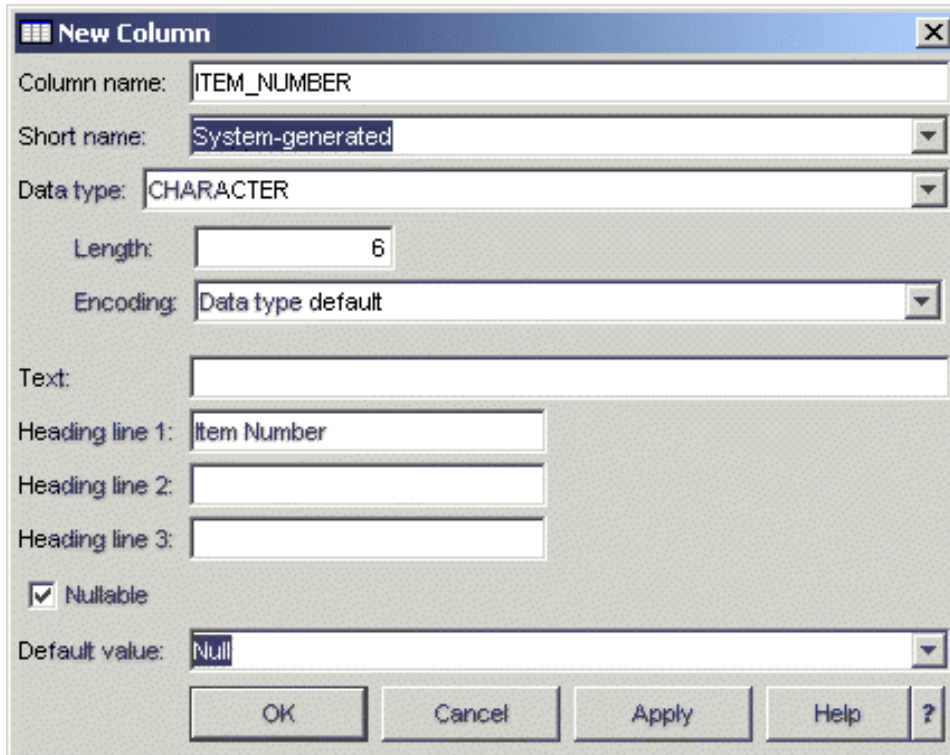 New Column
Column name: ITEM_NUMBER
Short name: System-generated
Data type: CHARACTER
Length: 6
Encoding: Data type default
Text:
Heading line 1: Item Number
Heading line 2:
Heading line 3:
Nullable
Default value: Null
OK Cancel Apply Help ?